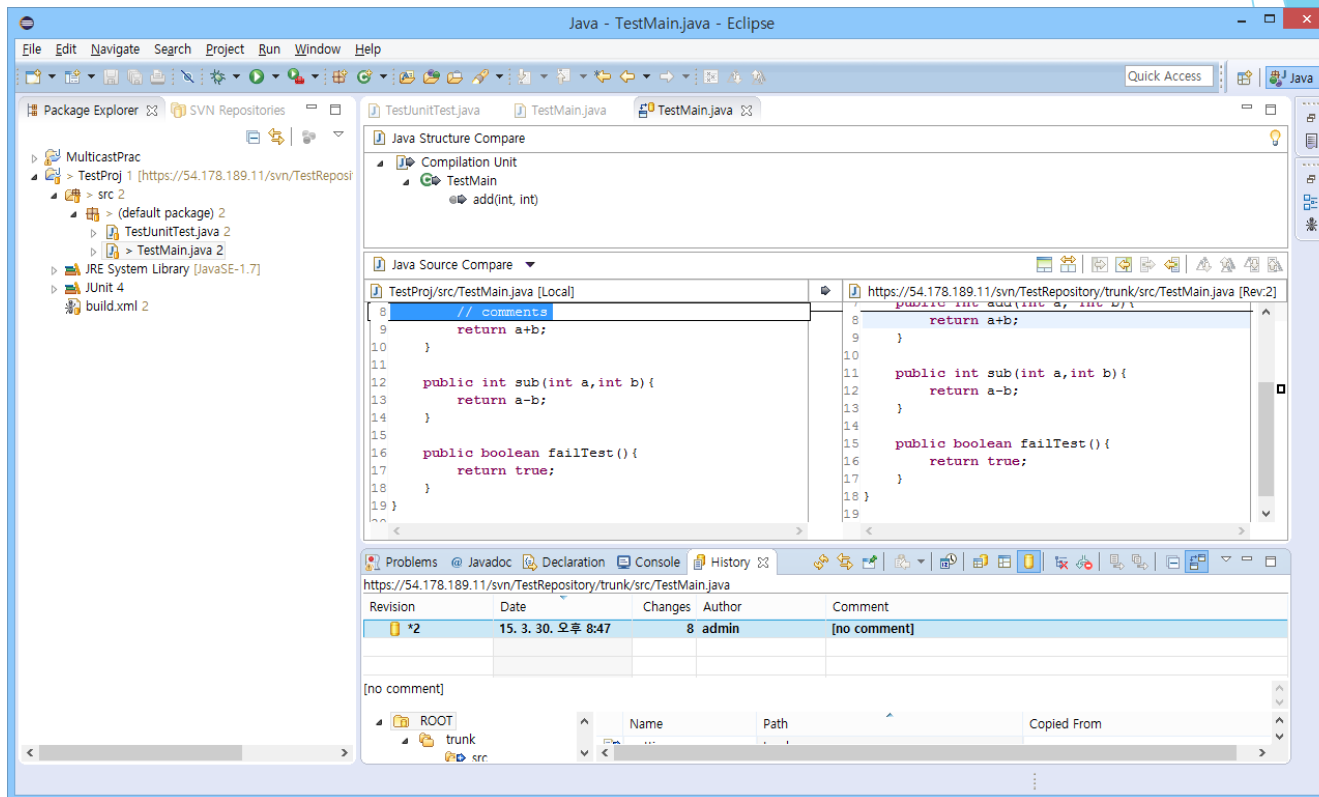 Java - TestMain.java - Eclipse
File Edit Navigate Search Project Run Window Help
Quick Access Java
Package Explorer SVN Repositories
MulticastPrac
> TestProj 1 [https://54.178.189.11/svn/TestReposi
> src 2
> (default package) 2
TestJunitTest.java 2
> TestMain.java 2
JRE System Library [JavaSE-1.7]
JUnit 4
build.xml 2
TestJunitTest.java TestMain.java TestMain.java
Java Structure Compare
Compilation Unit
TestMain
add(int, int)
Java Source Compare
TestProj/src/TestMain.java [Local]
8 // comments
9 return a+b;
10 }
11
12 public int sub(int a,int b){
13 return a-b;
14 }
15
16 public boolean failTest(){
17 return true;
18 }
19 }
20
https://54.178.189.11/svn/TestRepository/trunk/src/TestMain.java [Rev:2]
7 public int add(int a, int b){
8 return a+b;
9 }
10
11 public int sub(int a,int b){
12 return a-b;
13 }
14
15 public boolean failTest(){
16 return true;
17 }
18 }
19
Problems @ Javadoc Declaration Console History
https://54.178.189.11/svn/TestRepository/trunk/src/TestMain.java
Revision Date Changes Author Comment
*2 15. 3. 30. 오후 8:47 8 admin [no comment]
[no comment]
ROOT
trunk
src
Name Path Copied From